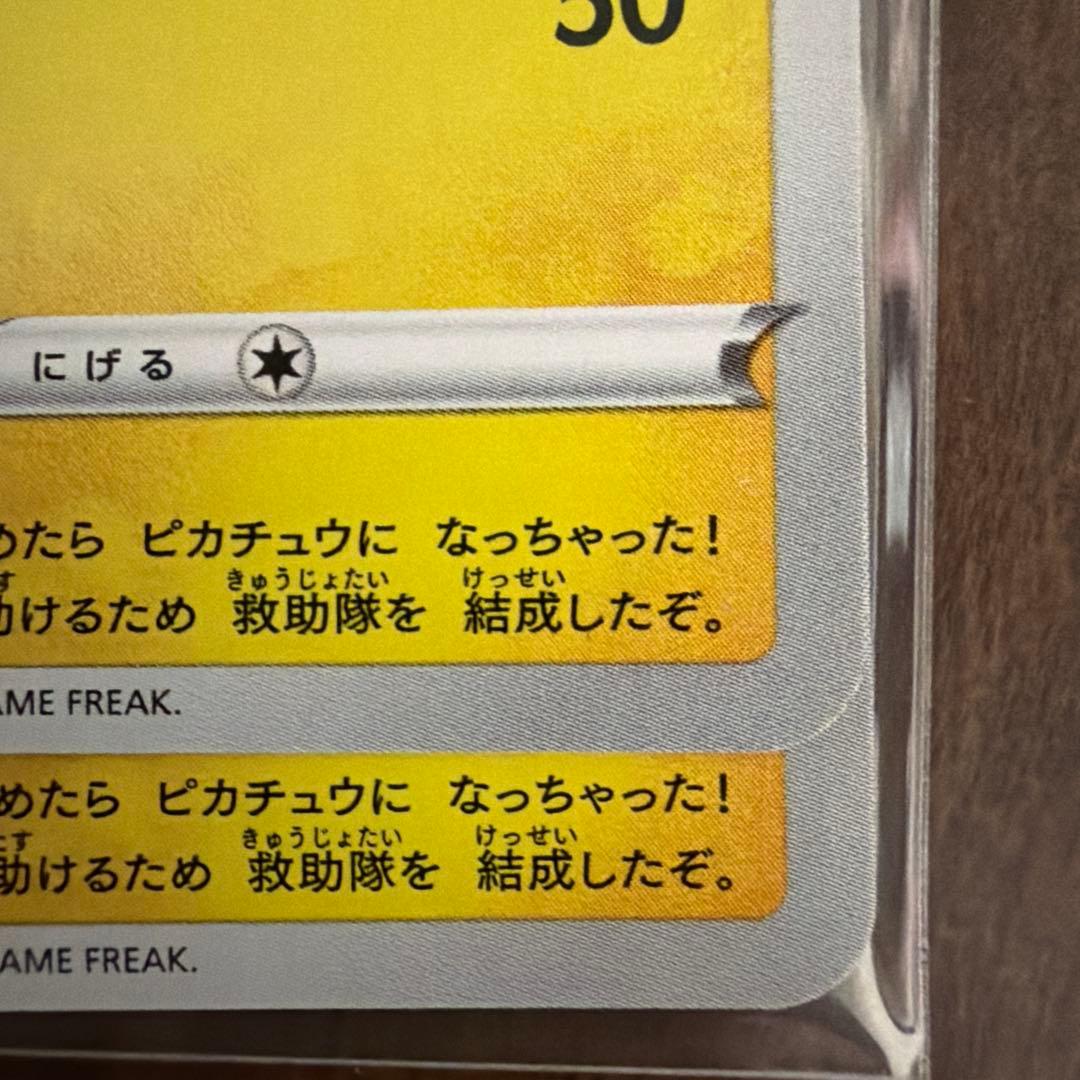 50
にげる
めたら ピカチュウに なっちゃった!
す きゅうじょたい けっせい
助けるため 救助隊を 結成したぞ。
AME FREAK.
めたら ピカチュウに なっちゃった!
たす きゅうじょたい けっせい
助けるため 救助隊を 結成したぞ。
AME FREAK.